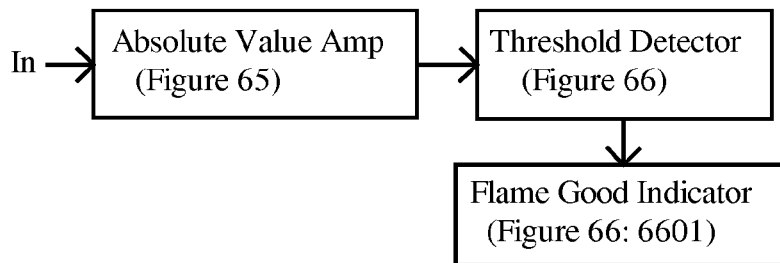 In
Absolute Value Amp
(Figure 65)
Threshold Detector
(Figure 66)
Flame Good Indicator
(Figure 66: 6601)